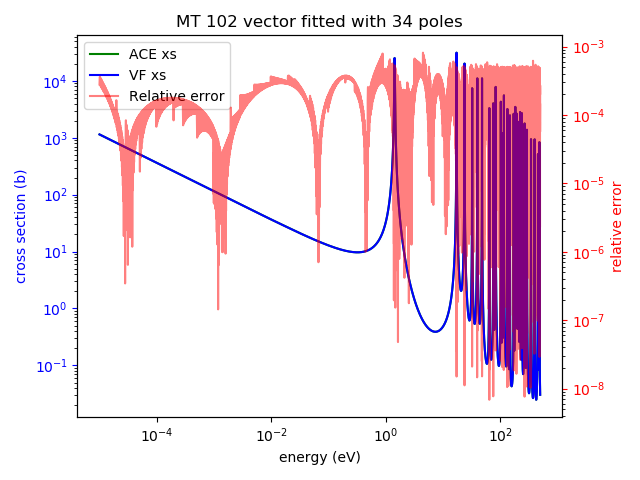 MT 102 vector fitted with 34 poles
ACE xs
VF xs
Relative error
cross section (b)
10⁴
10³
10²
10¹
10⁰
10⁻¹
10⁻³
10⁻⁴
10⁻⁵
10⁻⁶
10⁻⁷
10⁻⁸
relative error
10⁻⁴
10⁻²
10⁰
10²
energy (eV)